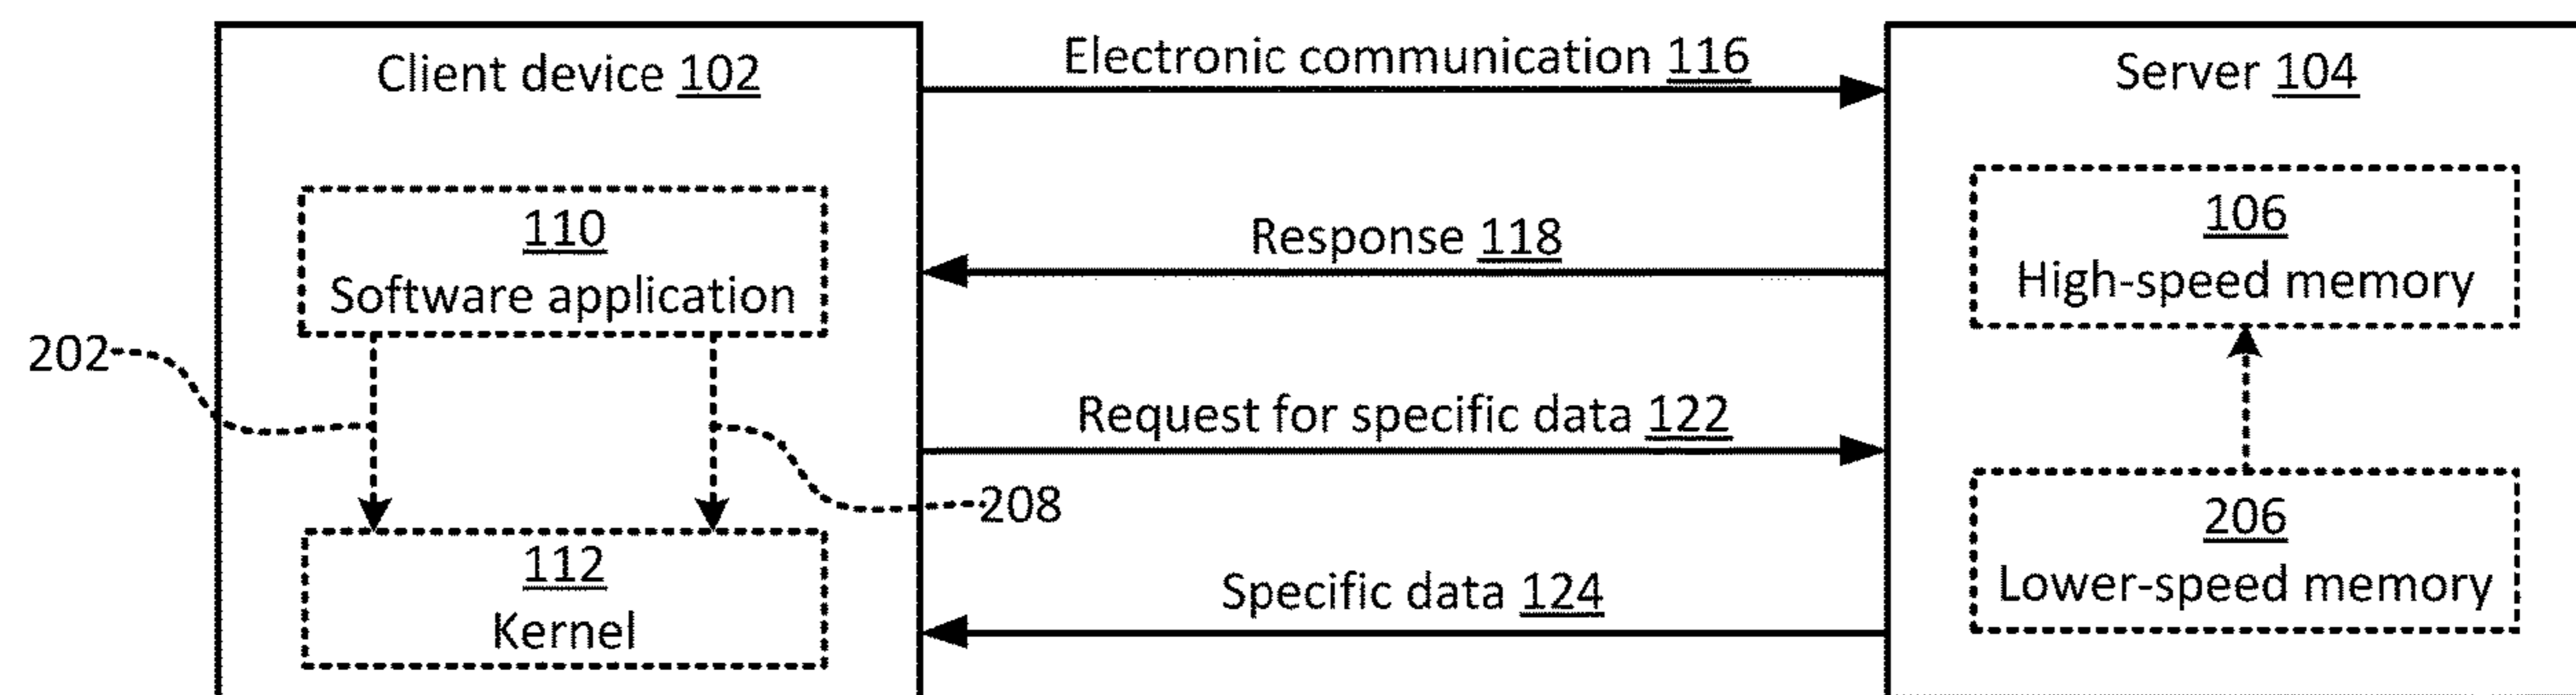 Client device 102
110
Software application
202
208
112
Kernel
Electronic communication 116
Response 118
Request for specific data 122
Specific data 124
Server 104
106
High-speed memory
206
Lower-speed memory